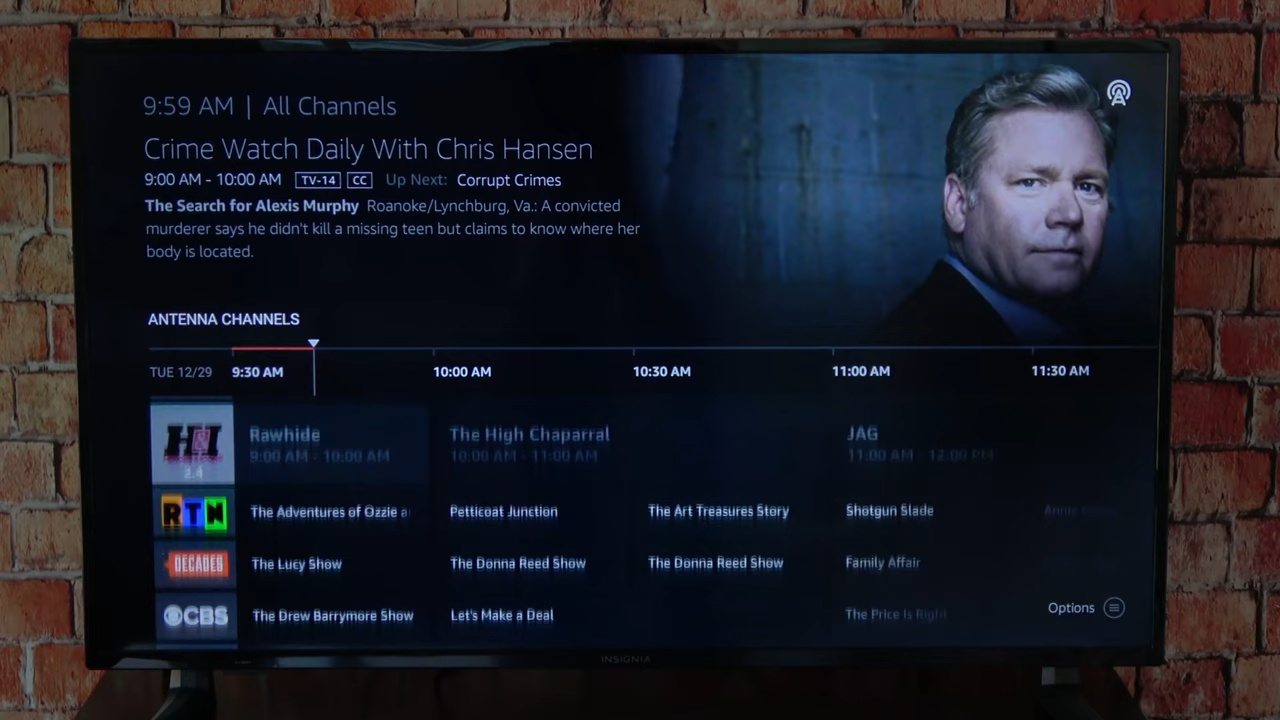 9:59 AM | All Channels
Crime Watch Daily With Chris Hansen
9:00 AM - 10:00 AM TV-14 CC Up Next: Corrupt Crimes
The Search for Alexis Murphy Roanoke/Lynchburg, Va.: A convicted
murderer says he didn't kill a missing teen but claims to know where her
body is located.
ANTENNA CHANNELS
TUE 12/29 9:30 AM 10:00 AM 10:30 AM 11:00 AM 11:30 AM
H&I Rawhide The High Chaparral JAG
2.4 9:00 AM - 10:00 AM 10:00 AM - 11:00 AM 11:00 AM - 12:00 PM
RTN The Adventures of Ozzie a Petticoat Junction The Art Treasures Story Shotgun Slade Annie
DECADES The Lucy Show The Donna Reed Show The Donna Reed Show Family Affair
CBS The Drew Barrymore Show Let's Make a Deal The Price Is Right
Options
INSIGNIA